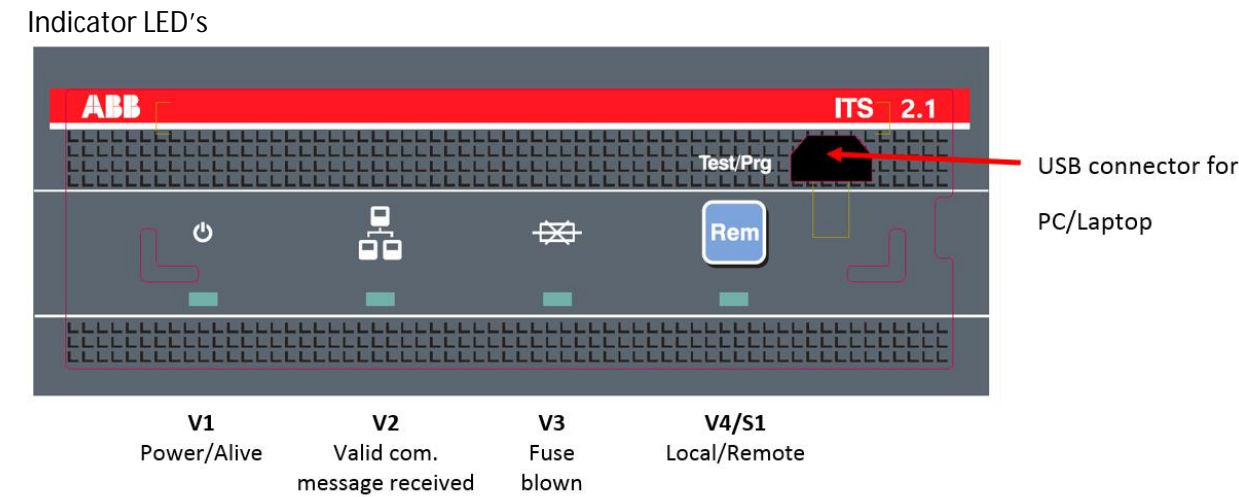 Indicator LED's
ABB
ITS 2.1
Test/Prg
USB connector for
PC/Laptop
Rem
V1
Power/Alive
V2
Valid com.
message received
V3
Fuse
blown
V4/S1
Local/Remote